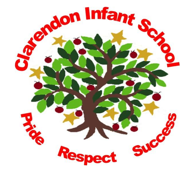 Clarendon Infant School
Pride Respect Success